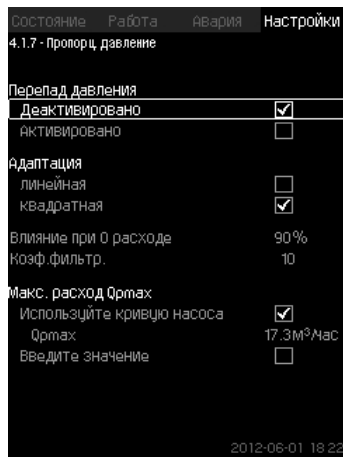 Состояние Работа Авария Настройки
4.1.7 - Пропорц. давление
Перепад давления
Деактивировано
Активировано
Адаптация
линейная
квадратная
Влияние при 0 расходе 90%
Коэф.фильтр. 10
Макс. расход Qpmax
Используйте кривую насоса
Qpmax 17.3м³/час
Введите значение
2012-06-01 18:22